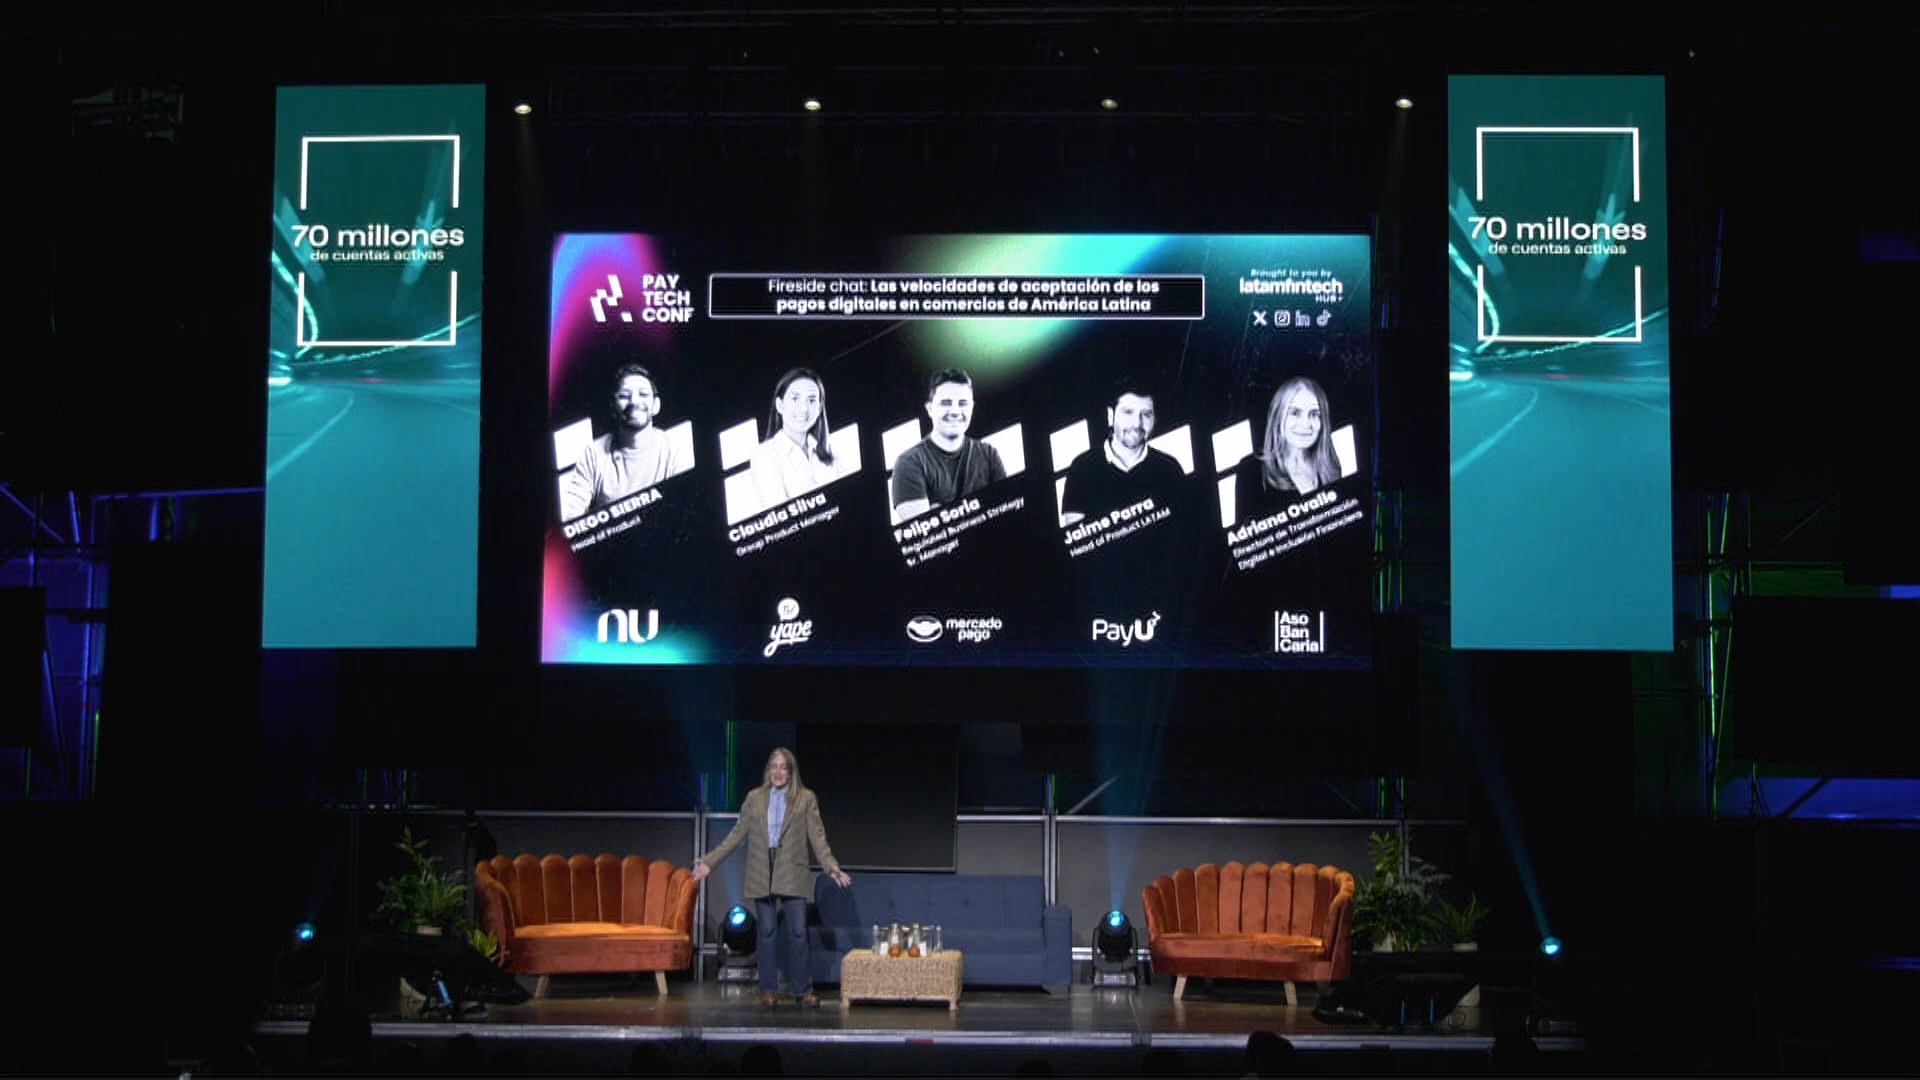 70 millones
de cuentas activas
PAY
TECH
CONF
Fireside chat: Las velocidades de aceptación de los
pagos digitales en comercios de América Latina
Brought to you by
latamfintech
HUB+
DIEGO SIERRA
Head of Product
Claudia Silva
Group Product Manager
Felipe Soria
Regulated Business Strategy
Sr. Manager
Jaime Parra
Head of Product LATAM
Adriana Ovalle
Directora de Transformación
Digital e Inclusión Financiera
nu
S/
yape
mercado
pago
PayU
Aso
Ban
Caria
70 millones
de cuentas activas